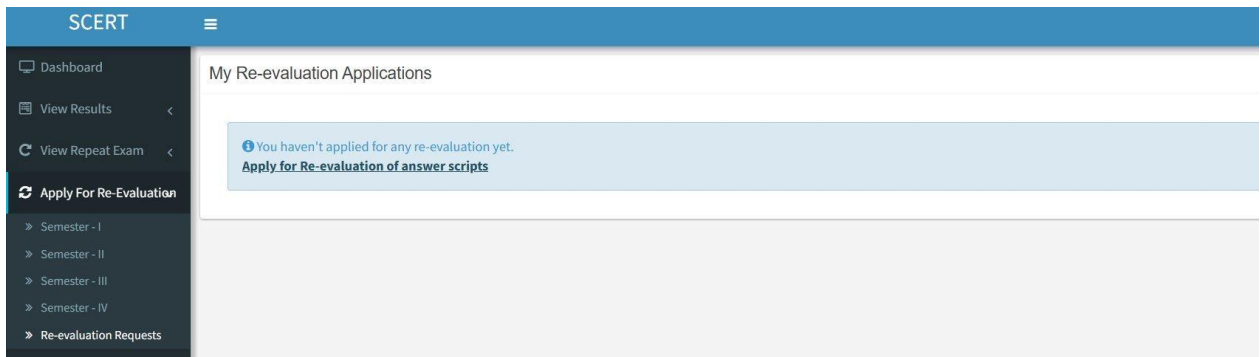 SCERT
Dashboard
View Results
View Repeat Exam
Apply For Re-Evaluation
Semester - I
Semester - II
Semester - III
Semester - IV
Re-evaluation Requests
My Re-evaluation Applications
You haven't applied for any re-evaluation yet.
Apply for Re-evaluation of answer scripts